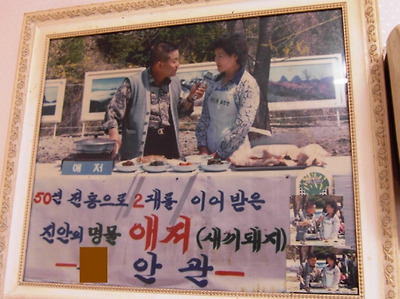 애저
50년 전통으로 2대를 이어받은
진안의 명물 애저 (새끼돼지)
안관